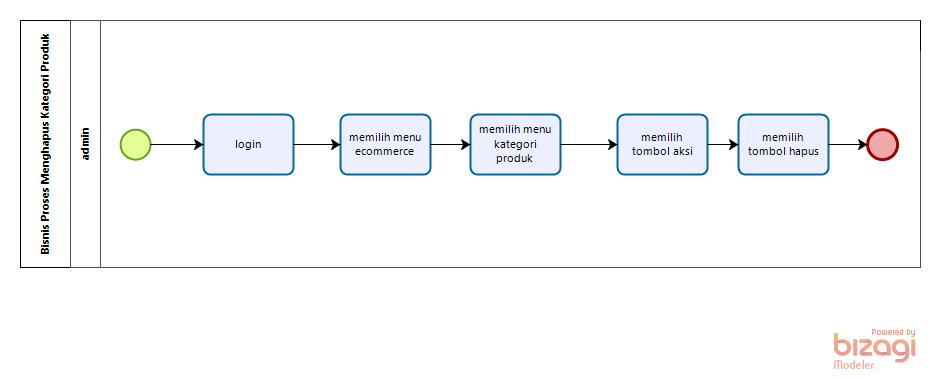 Bisnis Proses Menghapus Kategori Produk
admin
login
memilih menu
ecommerce
memilih menu
kategori
produk
memilih
tombol aksi
memilih
tombol hapus
Powered by
bizagi
Modeler